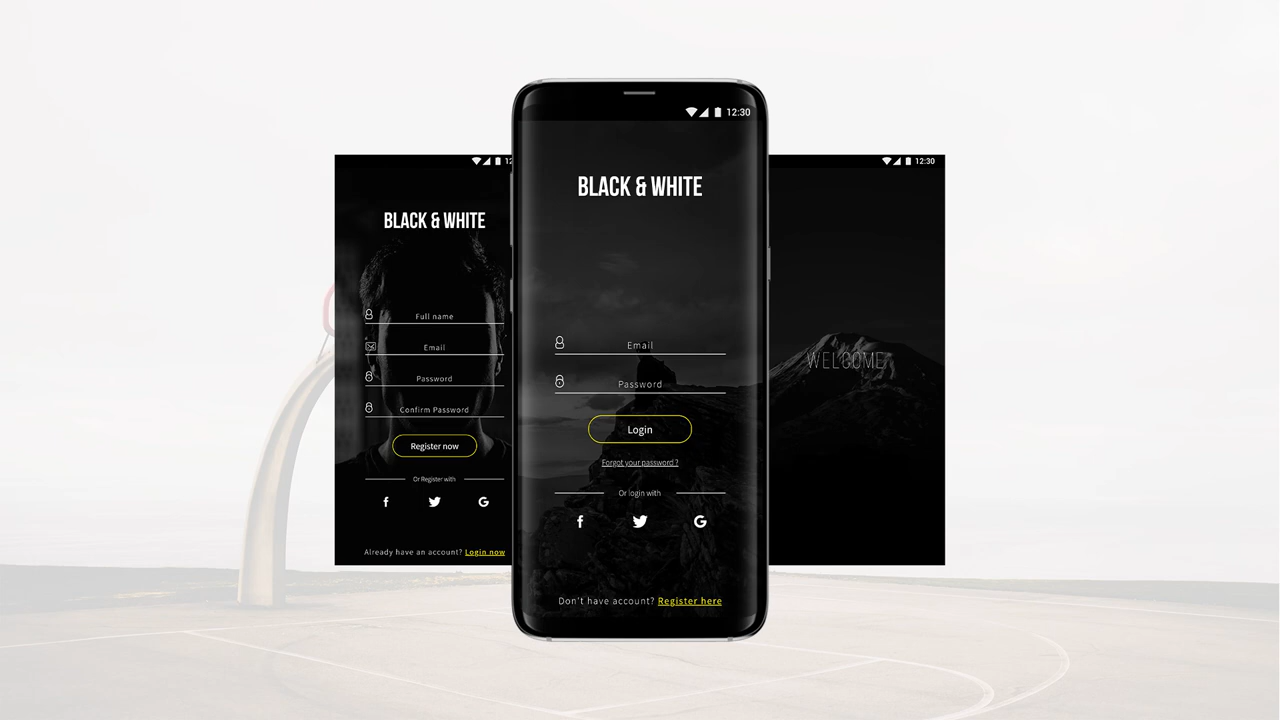 12
BLACK & WHITE
Full name
Email
Password
Confirm Password
Register now
Or Register with
f
G
Already have an account? Login now
12:30
BLACK & WHITE
Email
Password
Login
Forgot your password ?
Or login with
f
G
Don't have account? Register here
12:30
WELCOME